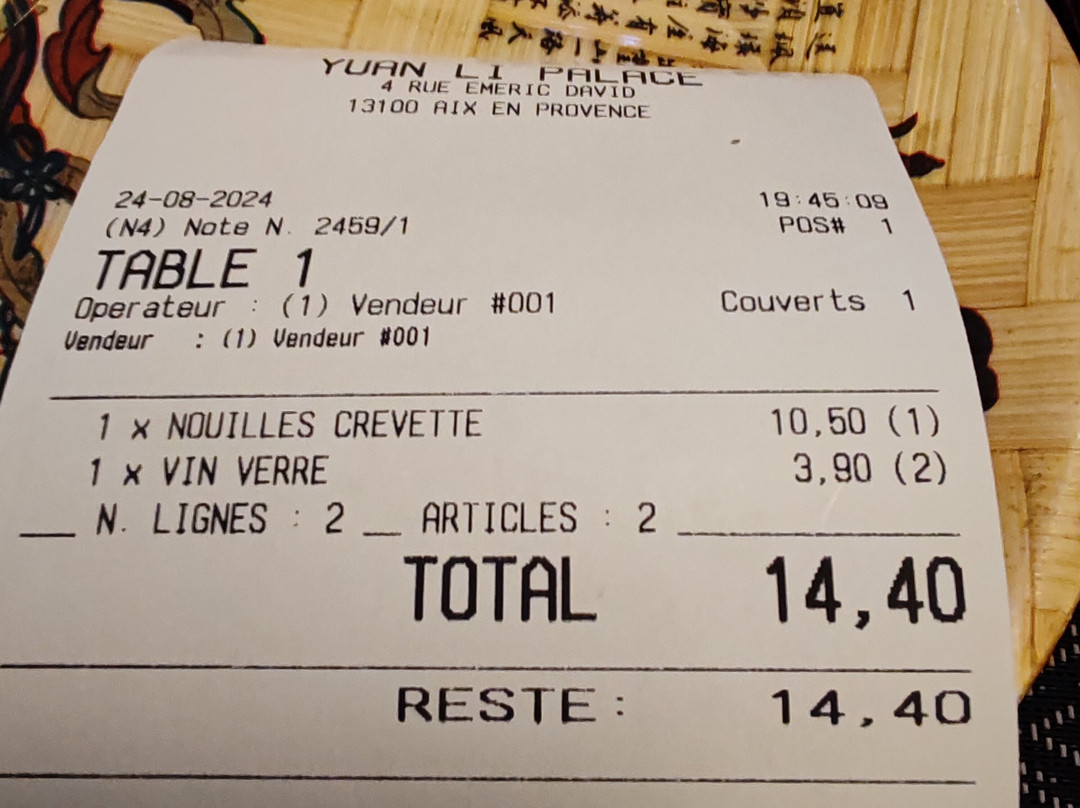 YUAN LI PALACE
4 RUE EMERIC DAVID
13100 AIX EN PROVENCE
24-08-2024 19:45:09
(N4) Note N. 2459/1 POS# 1
TABLE 1
Operateur : (1) Vendeur #001 Couverts 1
Vendeur : (1) Vendeur #001
1 x NOUILLES CREVETTE 10,50 (1)
1 x VIN VERRE 3,90 (2)
N. LIGNES : 2 ARTICLES : 2
TOTAL 14,40
RESTE: 14,40